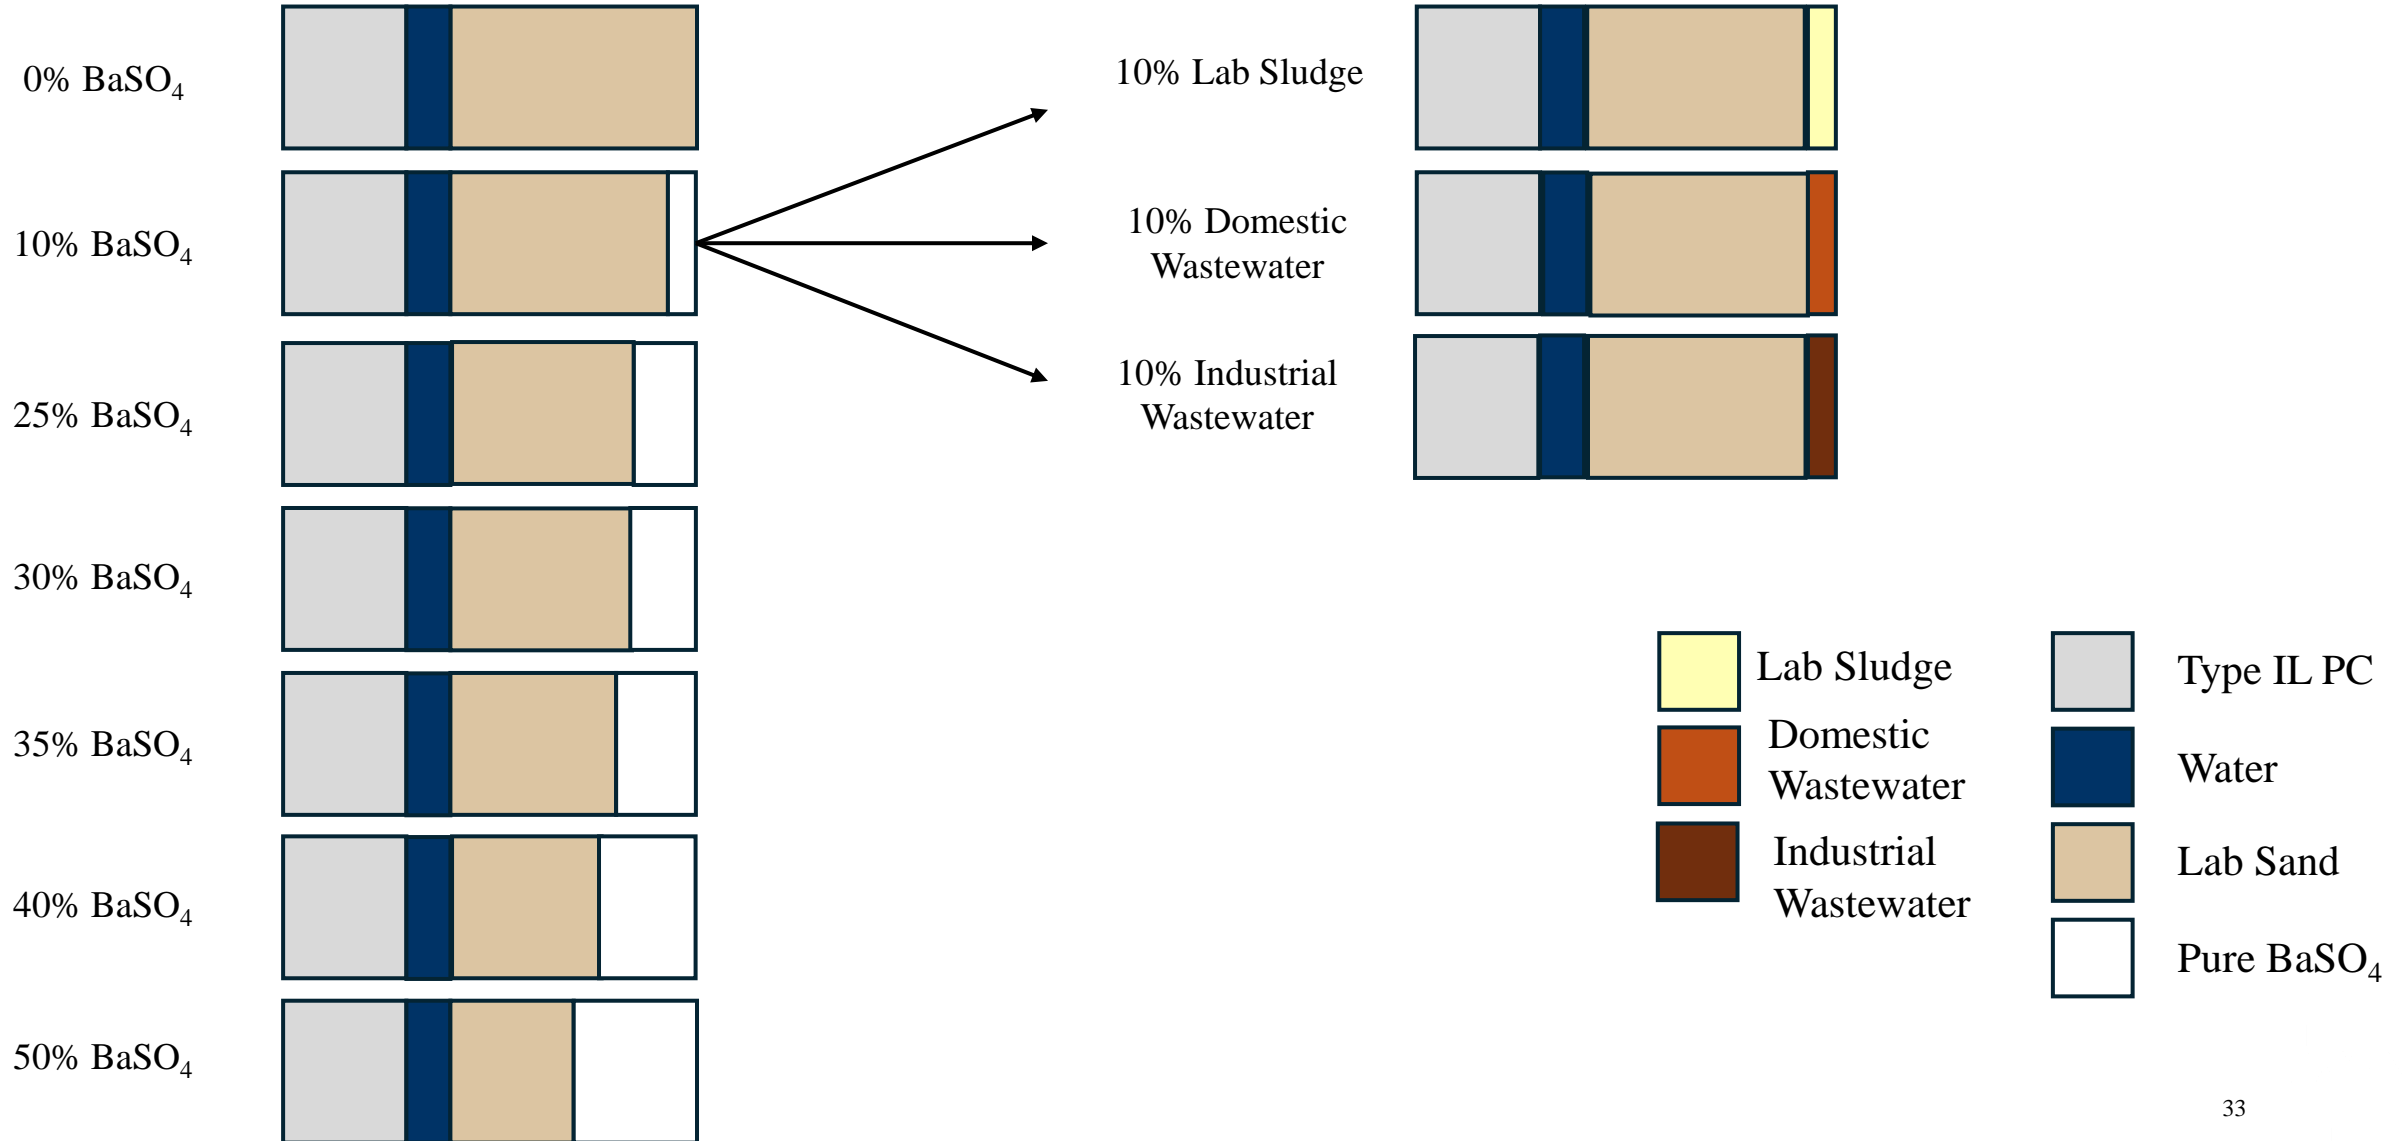 0% BaSO₄
10% BaSO₄
25% BaSO₄
30% BaSO₄
35% BaSO₄
40% BaSO₄
50% BaSO₄
10% Lab Sludge
10% Domestic
Wastewater
10% Industrial
Wastewater
Lab Sludge
Domestic
Wastewater
Industrial
Wastewater
Type IL PC
Water
Lab Sand
Pure BaSO₄
33